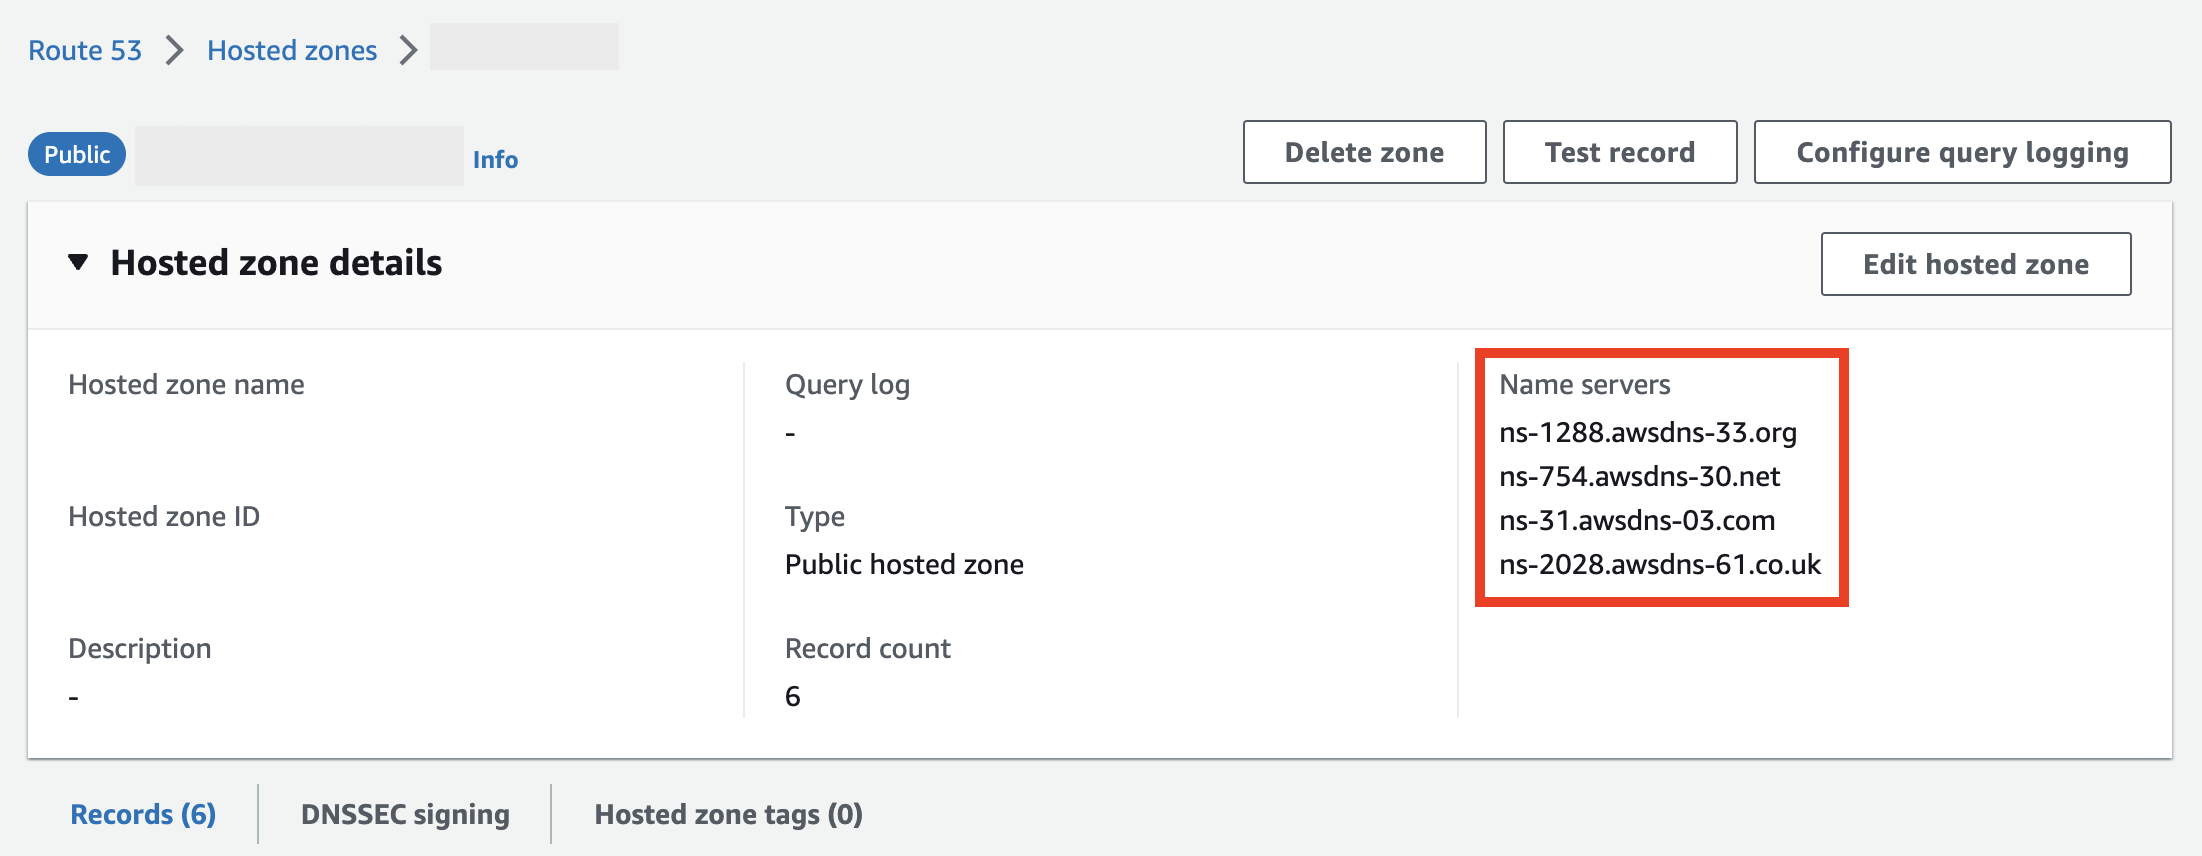 Route 53 Hosted zones
Public Info
Delete zone Test record Configure query logging
Hosted zone details
Edit hosted zone
Hosted zone name
Hosted zone ID
Description
-
Query log
-
Type
Public hosted zone
Record count
6
Name servers
ns-1288.awsdns-33.org
ns-754.awsdns-30.net
ns-31.awsdns-03.com
ns-2028.awsdns-61.co.uk
Records (6) DNSSEC signing Hosted zone tags (0)